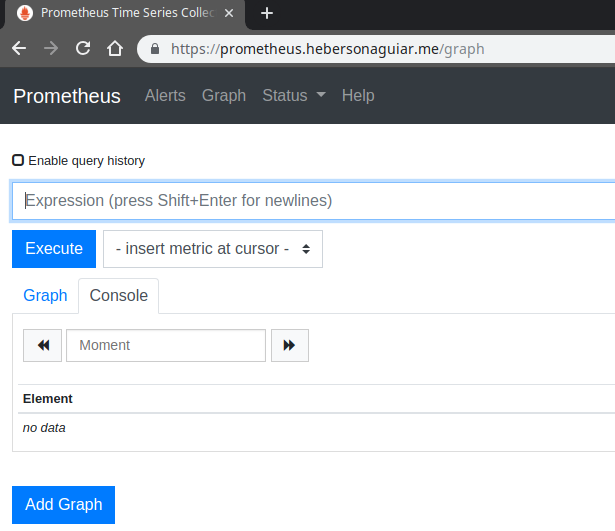 Prometheus Time Series Collec
https://prometheus.hebersonaguiar.me/graph
Prometheus Alerts Graph Status Help
Enable query history
Expression (press Shift+Enter for newlines)
Execute - insert metric at cursor -
Graph Console
Moment
Element
no data
Add Graph